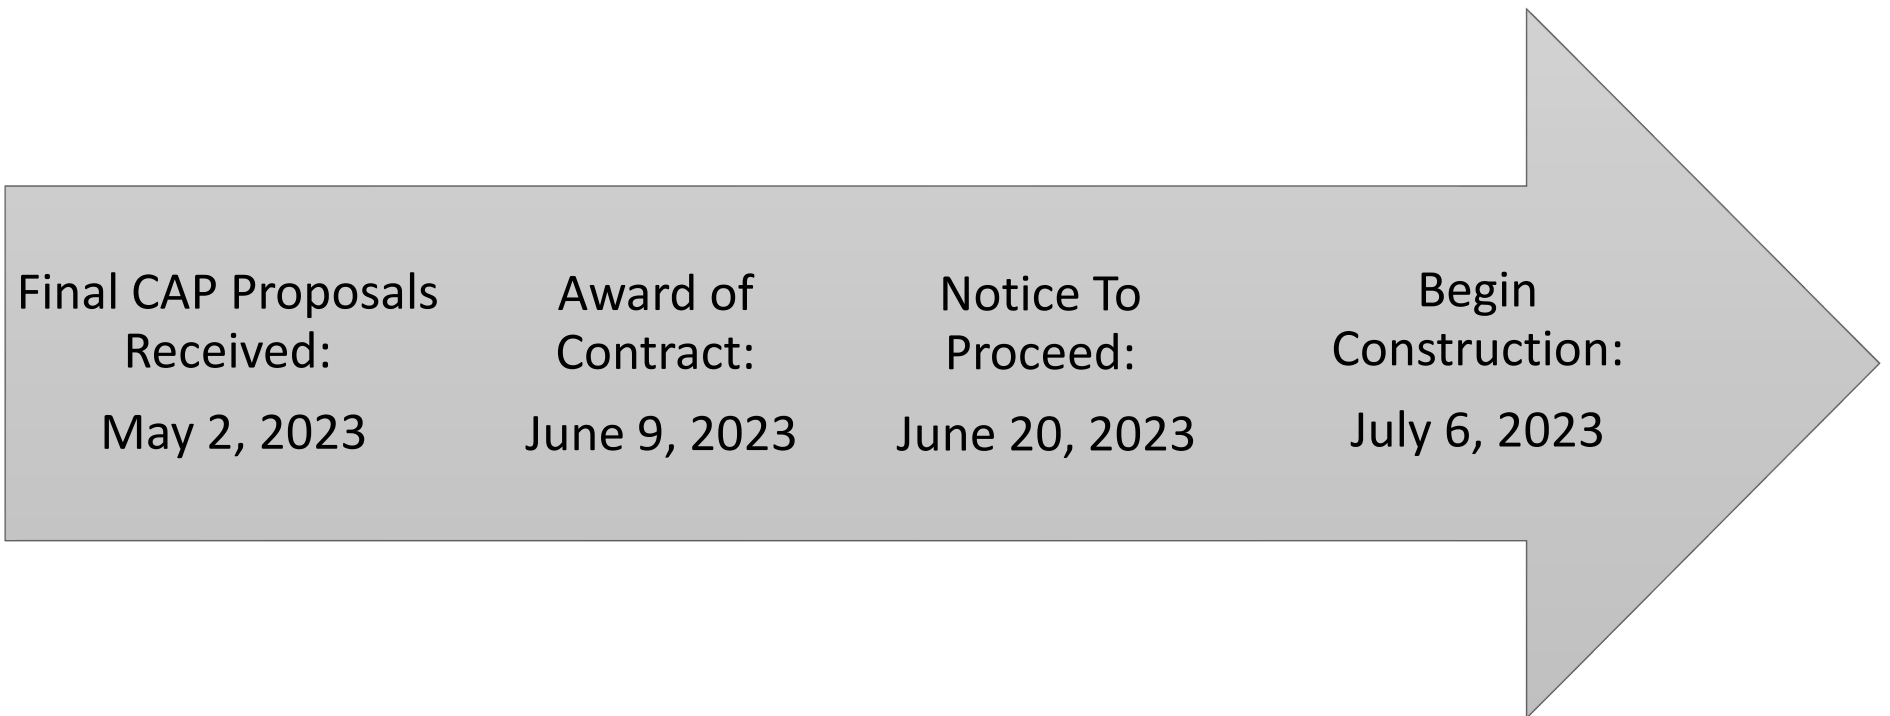 Final CAP Proposals
Received:
May 2, 2023
Award of
Contract:
June 9, 2023
Notice To
Proceed:
June 20, 2023
Begin
Construction:
July 6, 2023